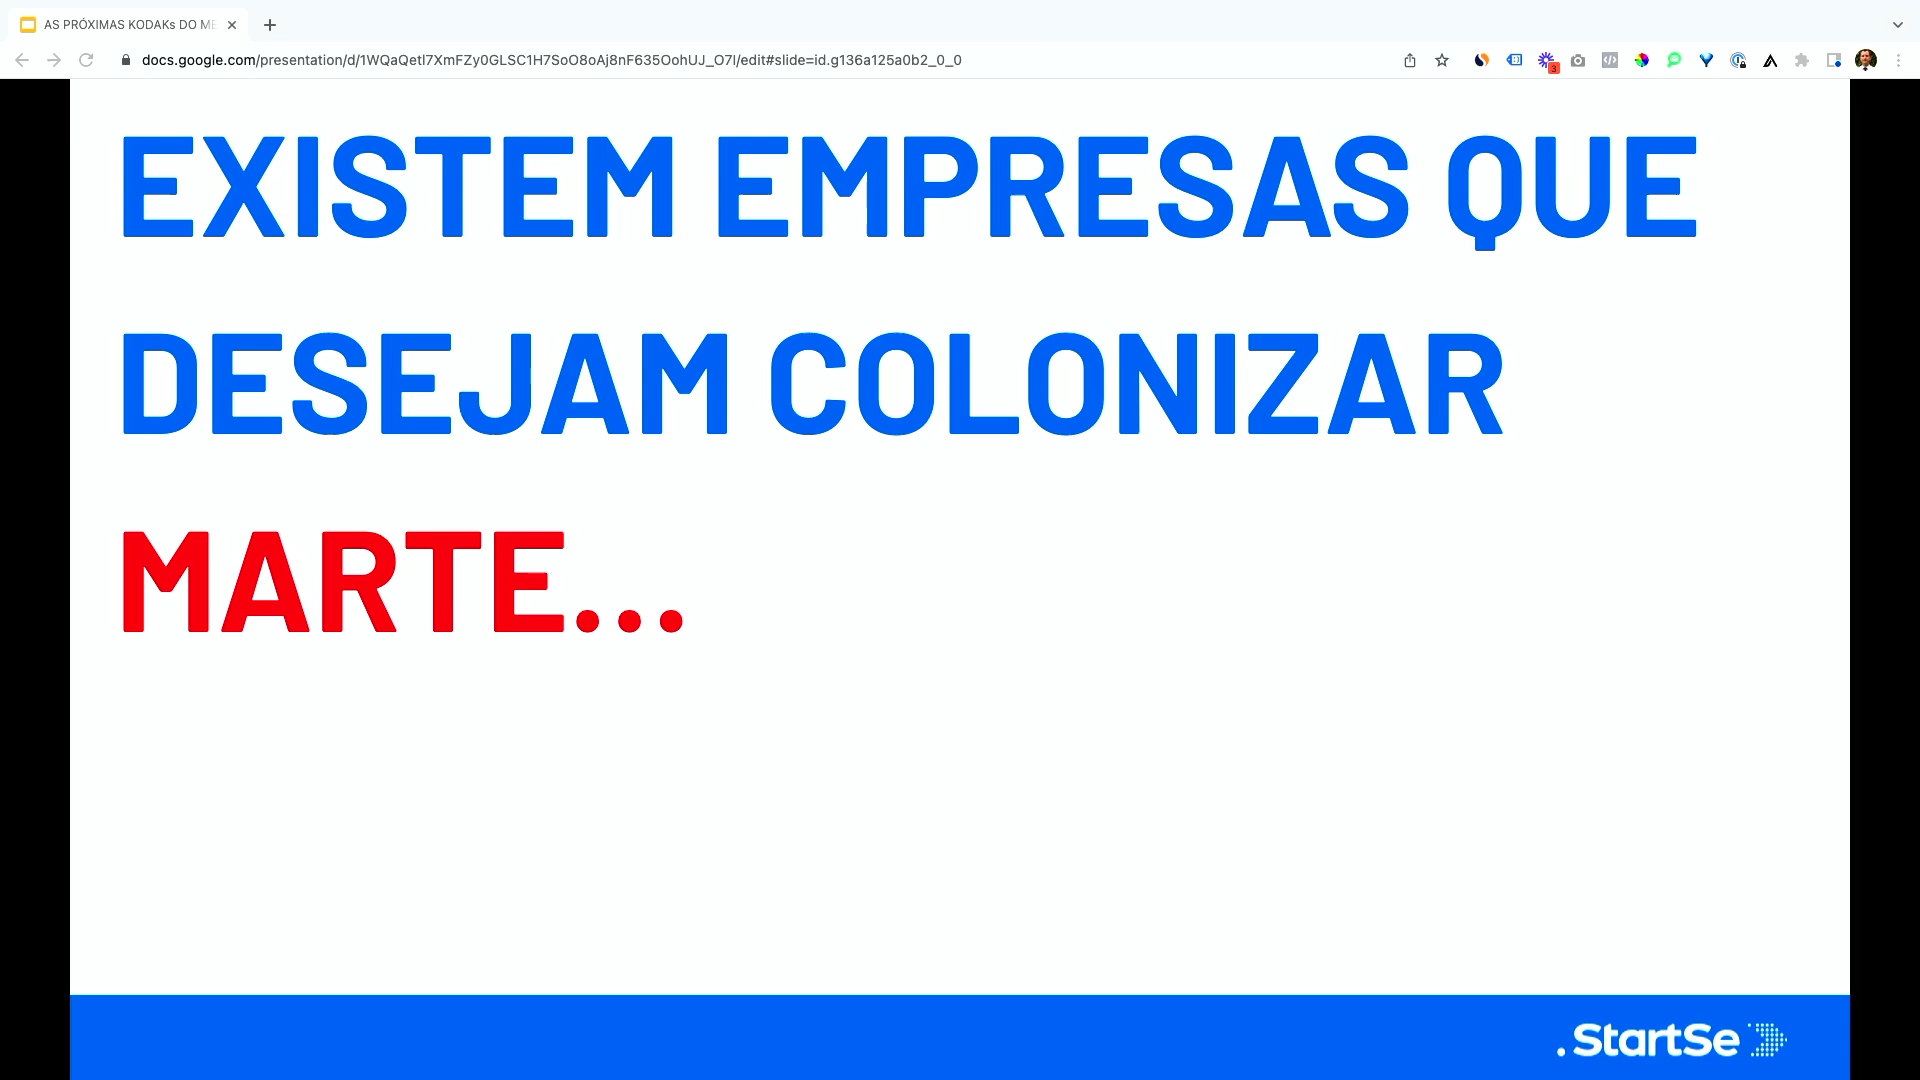 AS PRÓXIMAS KODAKs DO ME
docs.google.com/presentation/d/1WQaQetl7XmFZy0GLSC1H7SoO8oAj8nF635OohUJ_O7I/edit#slide=id.g136a125a0b2_0_0
3
EXISTEM EMPRESAS QUE
DESEJAM COLONIZAR
MARTE...
.StartSe